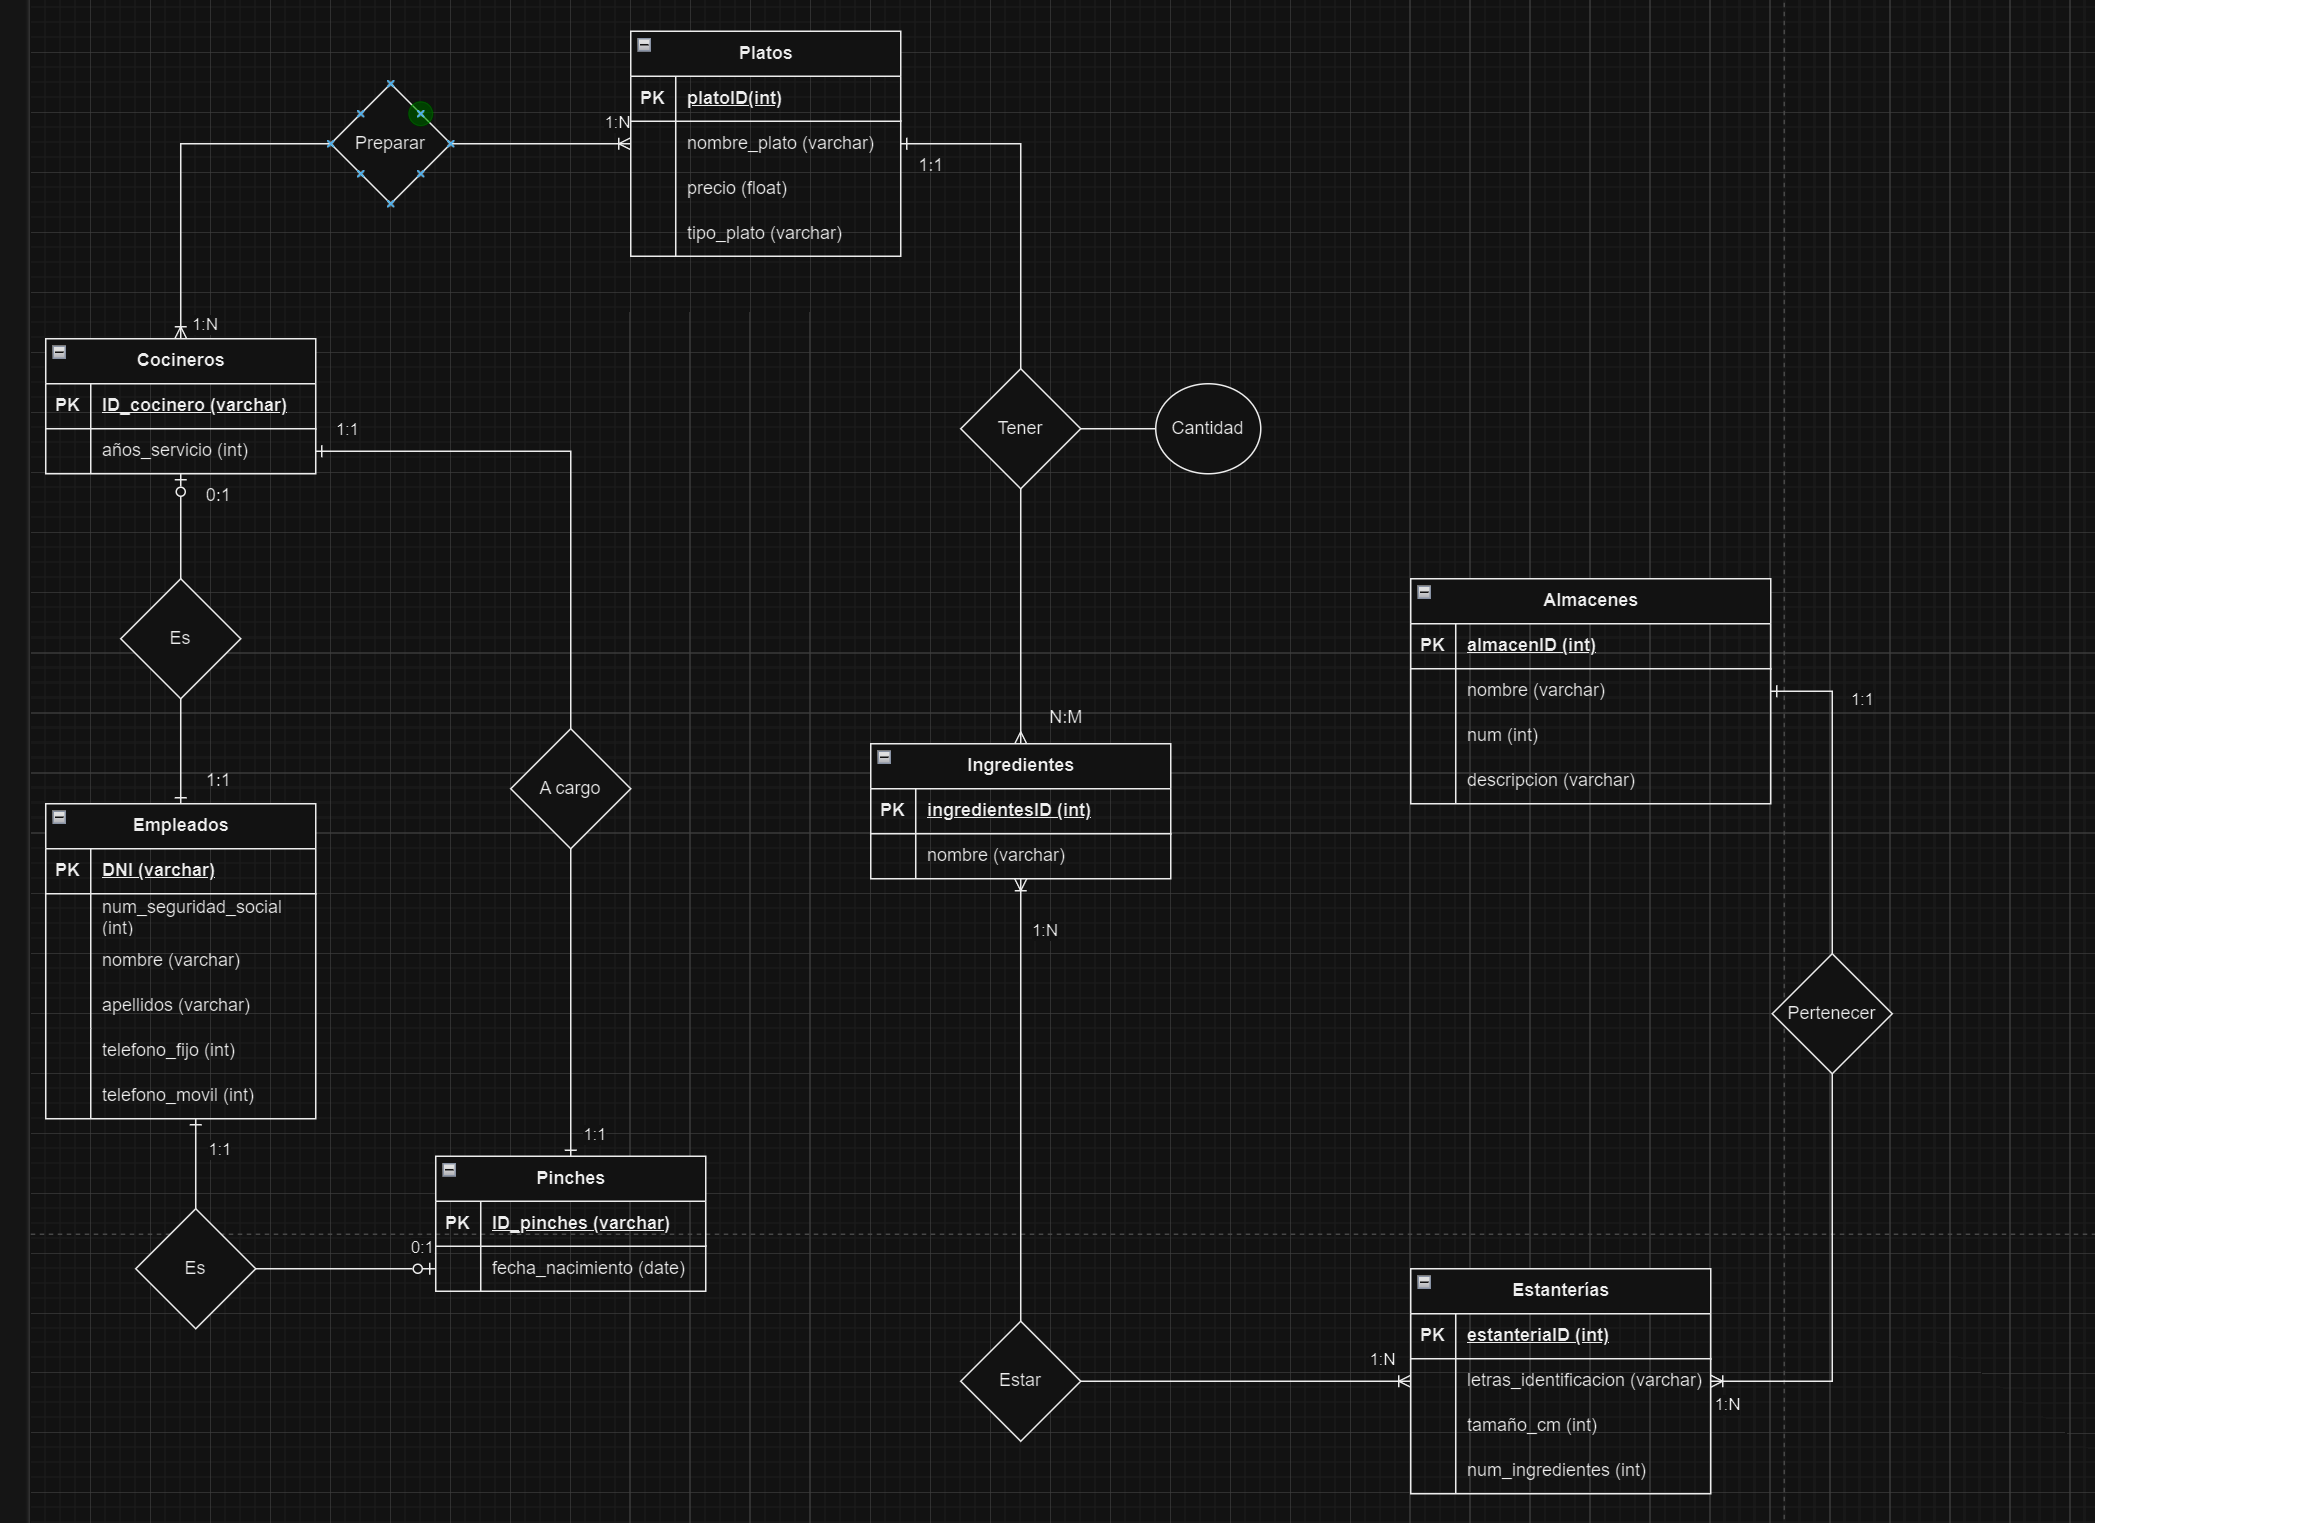 Platos
PK platoID(int)
nombre_plato (varchar)
precio (float)
tipo_plato (varchar)
Preparar
1:N
1:1
1:N
Cocineros
PK ID_cocinero (varchar)
años_servicio (int)
1:1
0:1
Tener
Cantidad
Es
1:1
A cargo
N:M
Ingredientes
PK ingredientesID (int)
nombre (varchar)
1:N
Almacenes
PK almacenID (int)
nombre (varchar)
num (int)
descripcion (varchar)
1:1
Pertenecer
Empleados
PK DNI (varchar)
num_seguridad_social
(int)
nombre (varchar)
apellidos (varchar)
telefono_fijo (int)
telefono_movil (int)
1:1
1:1
Pinches
PK ID_pinches (varchar)
fecha_nacimiento (date)
0:1
Es
Estar
1:N
Estanterías
PK estanteriaID (int)
letras_identificacion (varchar)
tamaño_cm (int)
num_ingredientes (int)
1:N